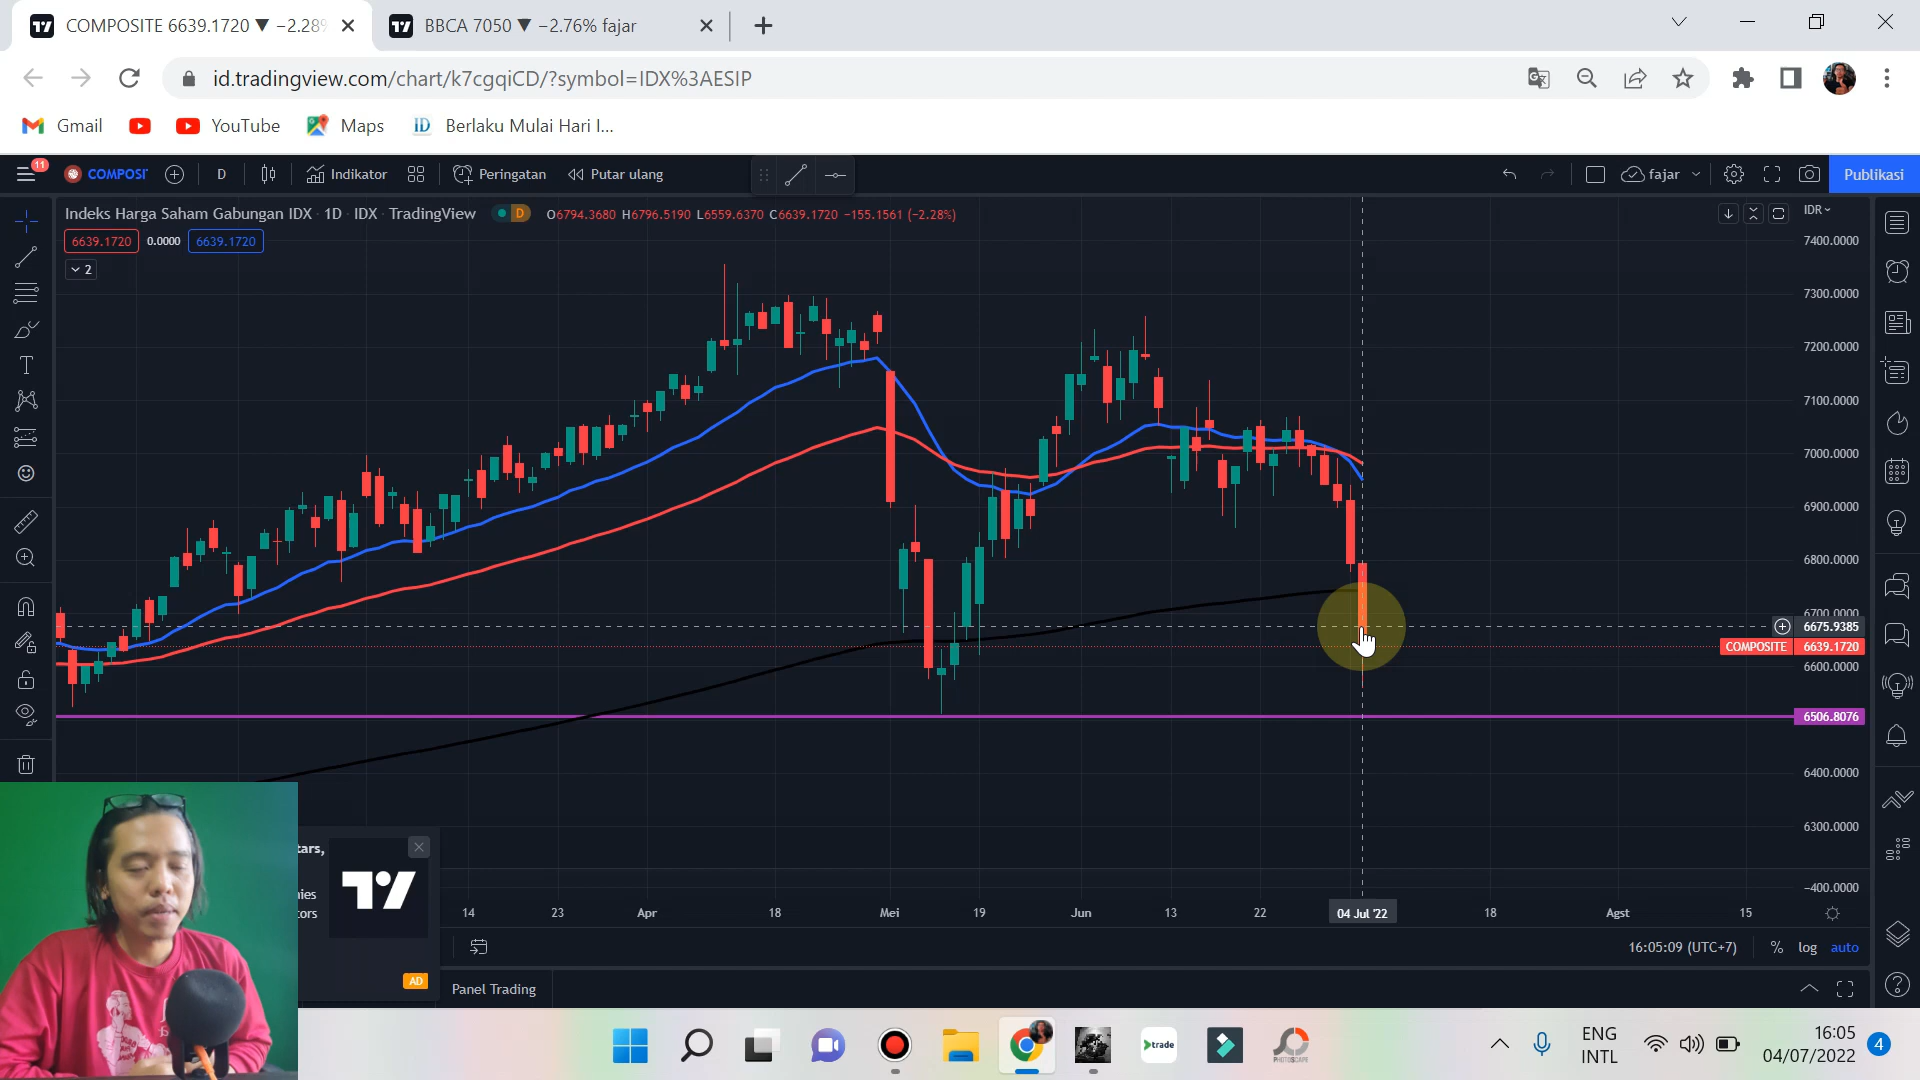 COMPOSITE 6639.1720 ▼ −2.28%
BBCA 7050 ▼ −2.76% fajar
id.tradingview.com/chart/k7cgqiCD/?symbol=IDX%3AESIP
Gmail
YouTube
Maps
Berlaku Mulai Hari I...
11
COMPOSI
D
Indikator
Peringatan
Putar ulang
fajar
Publikasi
Indeks Harga Saham Gabungan IDX · 1D · IDX · TradingView
D
O6794.3680 H6796.5190 L6559.6370 C6639.1720 −155.1561 (−2.28%)
IDR
6639.1720
0.0000
6639.1720
2
7400.0000
7300.0000
7200.0000
7100.0000
7000.0000
6900.0000
6800.0000
6700.0000
6675.9385
COMPOSITE 6639.1720
6600.0000
6506.8076
6400.0000
6300.0000
−400.0000
14
23
Apr
18
Mei
19
Jun
13
22
04 Jul '22
18
Agst
15
AD
16:05:09 (UTC+7)
%
log
auto
Panel Trading
trade
PHOTOSCAPE
ENG
INTL
16:05
04/07/2022
4